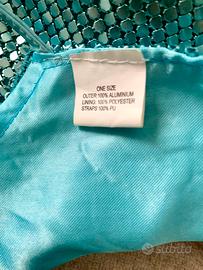 ONE SIZE
OUTER 100% ALUMINIUM
LINING: 100% POLYESTER
STRAPS 100% PU
subito